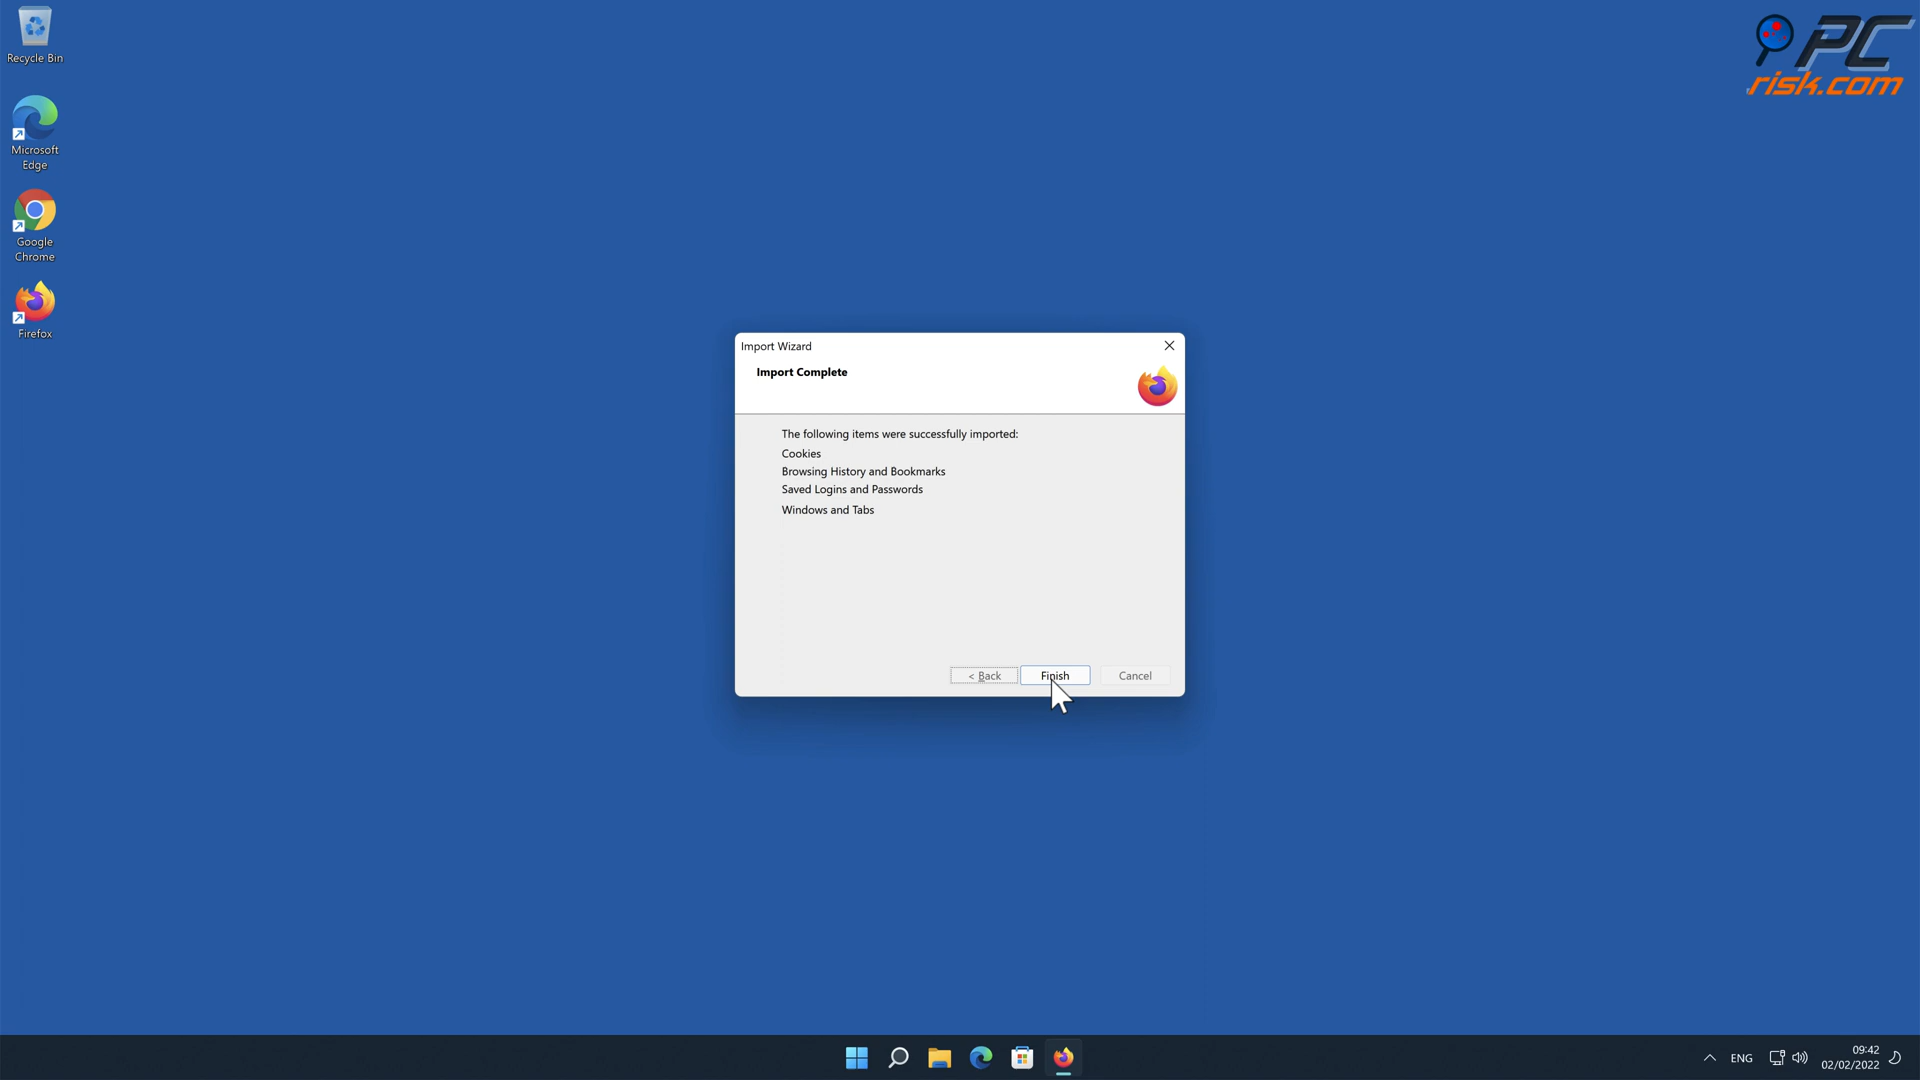 Recycle Bin
Microsoft
Edge
Google
Chrome
Firefox
PC
risk.com
Import Wizard
Import Complete
The following items were successfully imported:
Cookies
Browsing History and Bookmarks
Saved Logins and Passwords
Windows and Tabs
< Back
Finish
Cancel
ENG
09:42
02/02/2022